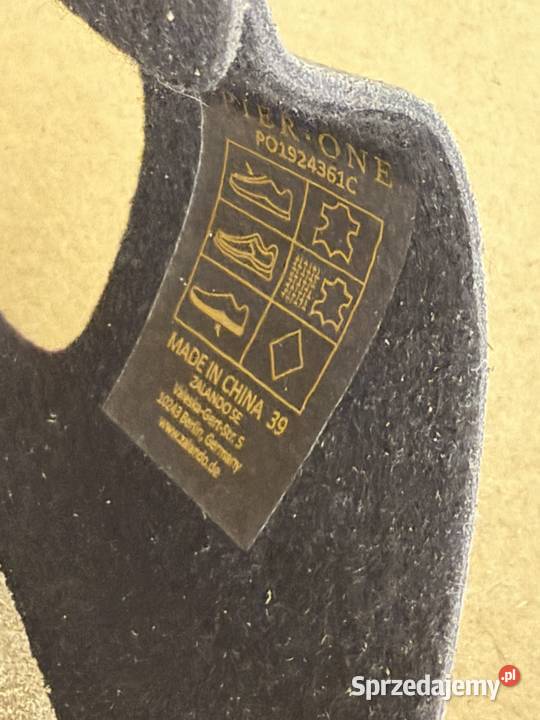 PIER·ONE
PO1924361C
MADE IN CHINA 39
ZALANDO SE
Valeska-Gert-Str. 5
10243 Berlin, Germany
www.zalando.de
Sprzedajemy.pl